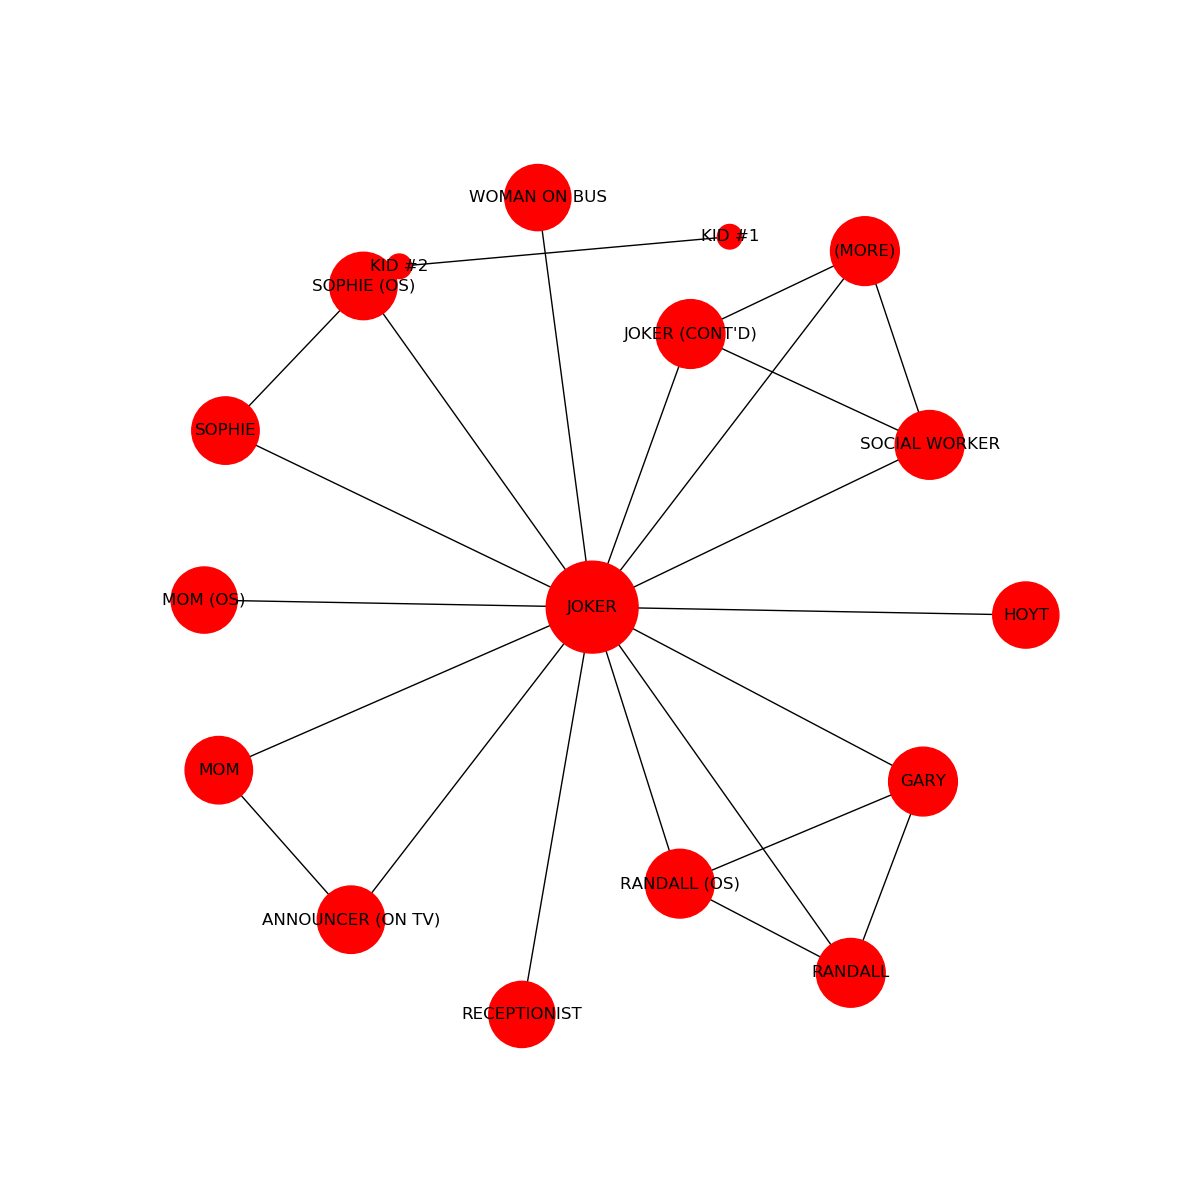 WOMAN ON BUS
KID #1
(MORE)
KID #2
SOPHIE (OS)
JOKER (CONT'D)
SOPHIE
SOCIAL WORKER
MOM (OS)
JOKER
HOYT
MOM
GARY
RANDALL (OS)
ANNOUNCER (ON TV)
RANDALL
RECEPTIONIST